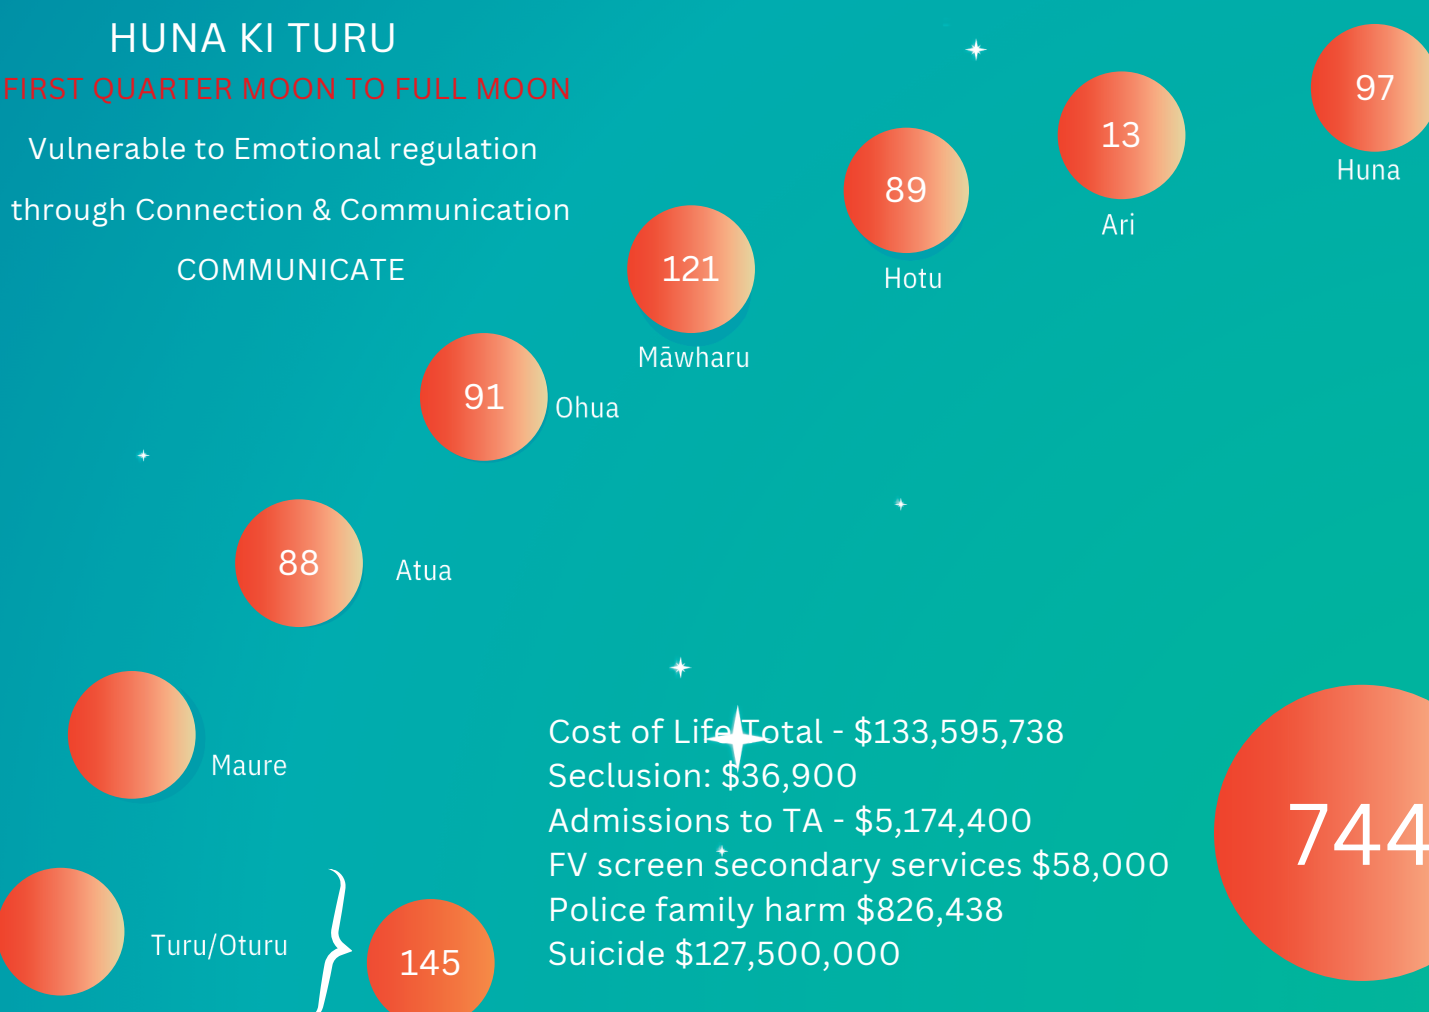 HUNA KI TURU
FIRST QUARTER MOON TO FULL MOON
Vulnerable to Emotional regulation
through Connection & Communication
COMMUNICATE
97
Huna
13
Ari
89
Hotu
121
Māwharu
91
Ohua
88
Atua
Maure
Turu/Oturu
145
Cost of Life Total - $133,595,738
Seclusion: $36,900
Admissions to TA - $5,174,400
FV screen secondary services $58,000
Police family harm $826,438
Suicide $127,500,000
744